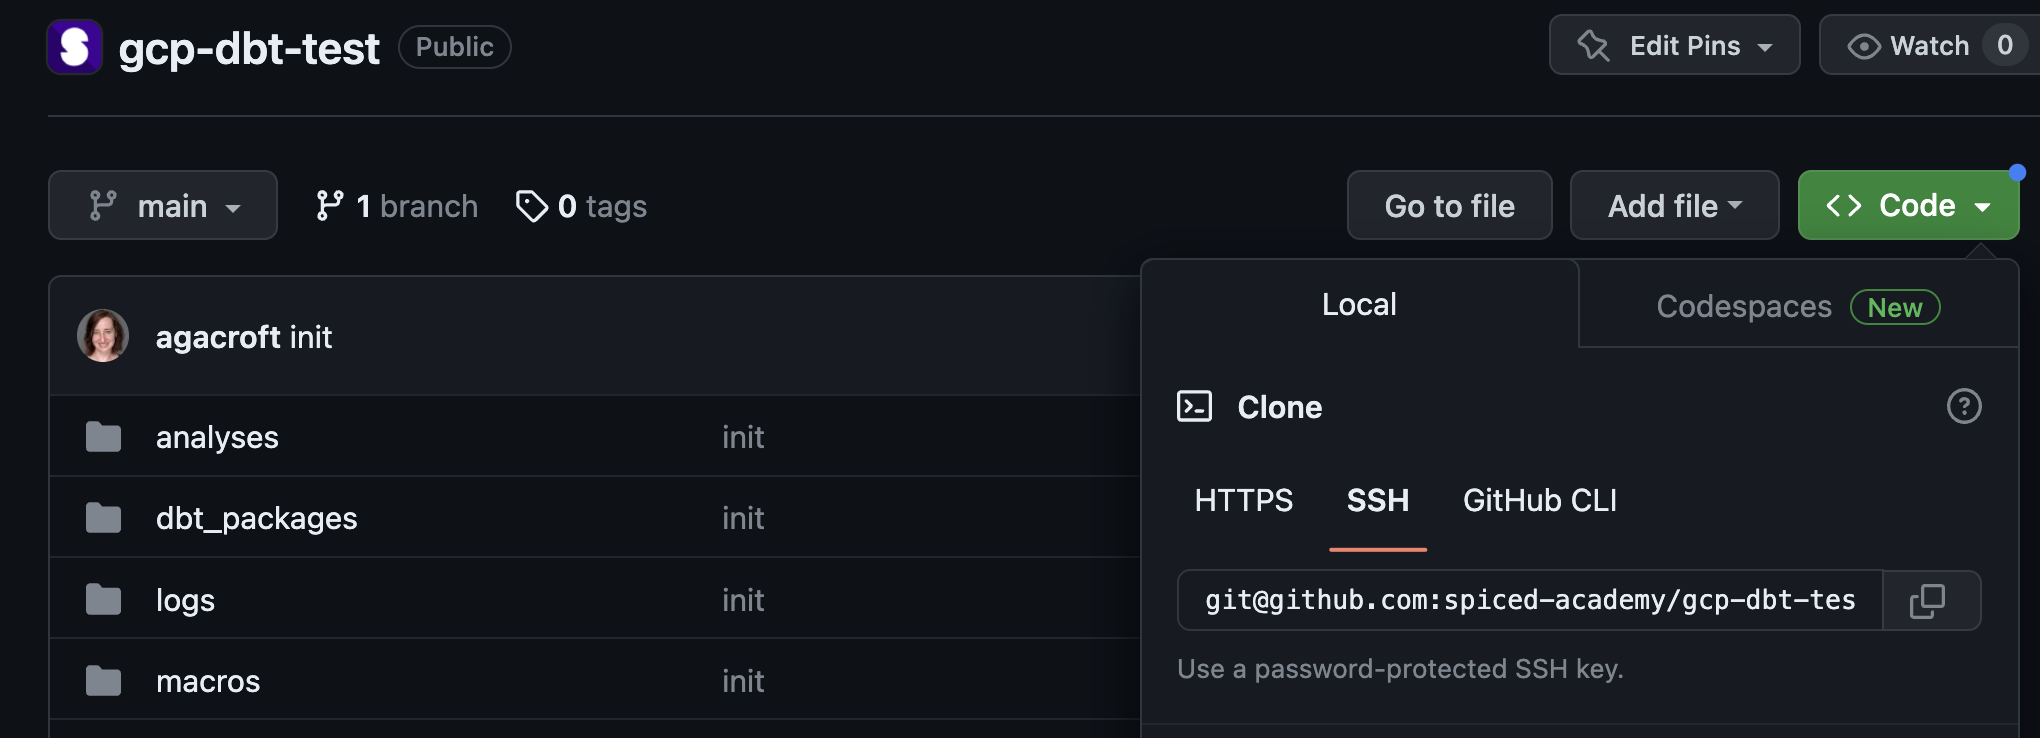 gcp-dbt-test Public Edit Pins Watch 0
main 1 branch 0 tags Go to file Add file <> Code
Local Codespaces New
agacroft init
Clone
analyses init
HTTPS SSH GitHub CLI
dbt_packages init
git@github.com:spiced-academy/gcp-dbt-tes
logs init
Use a password-protected SSH key.
macros init